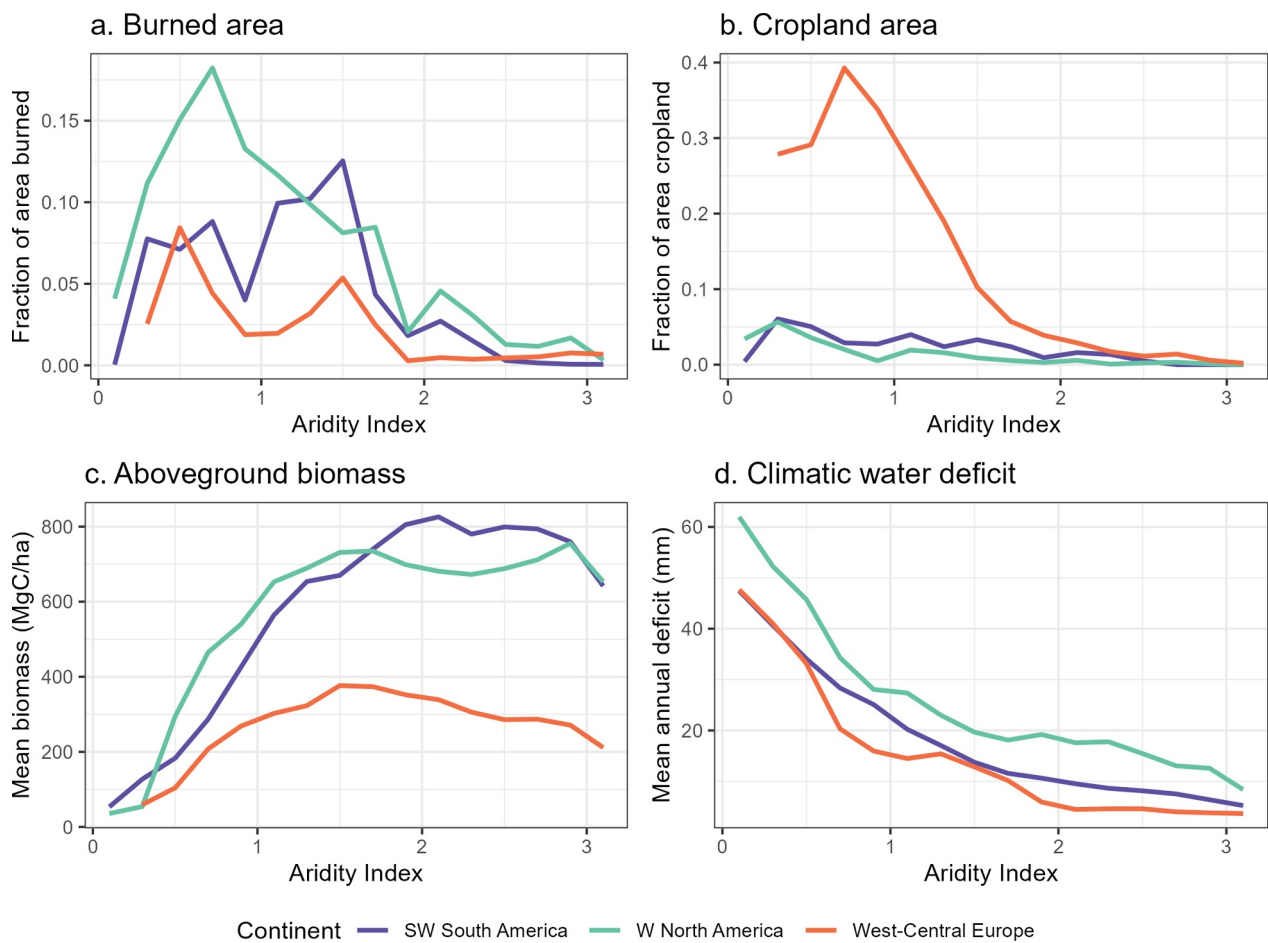 a. Burned area
Fraction of area burned
0.15
0.10
0.05
0.00
0
1
2
3
Aridity Index
b. Cropland area
Fraction of area cropland
0.4
0.3
0.2
0.1
0.0
0
1
2
3
Aridity Index
c. Aboveground biomass
Mean biomass (MgC/ha)
800
600
400
200
0
0
1
2
3
Aridity Index
d. Climatic water deficit
Mean annual deficit (mm)
60
40
20
0
1
2
3
Aridity Index
Continent SW South America W North America West-Central Europe